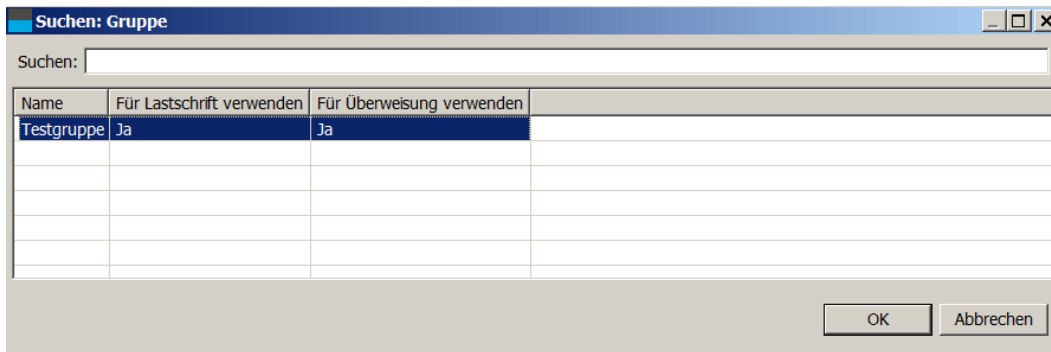 Suchen: Gruppe
Suchen:
Name Für Lastschrift verwenden Für Überweisung verwenden
Testgruppe Ja Ja
OK Abbrechen